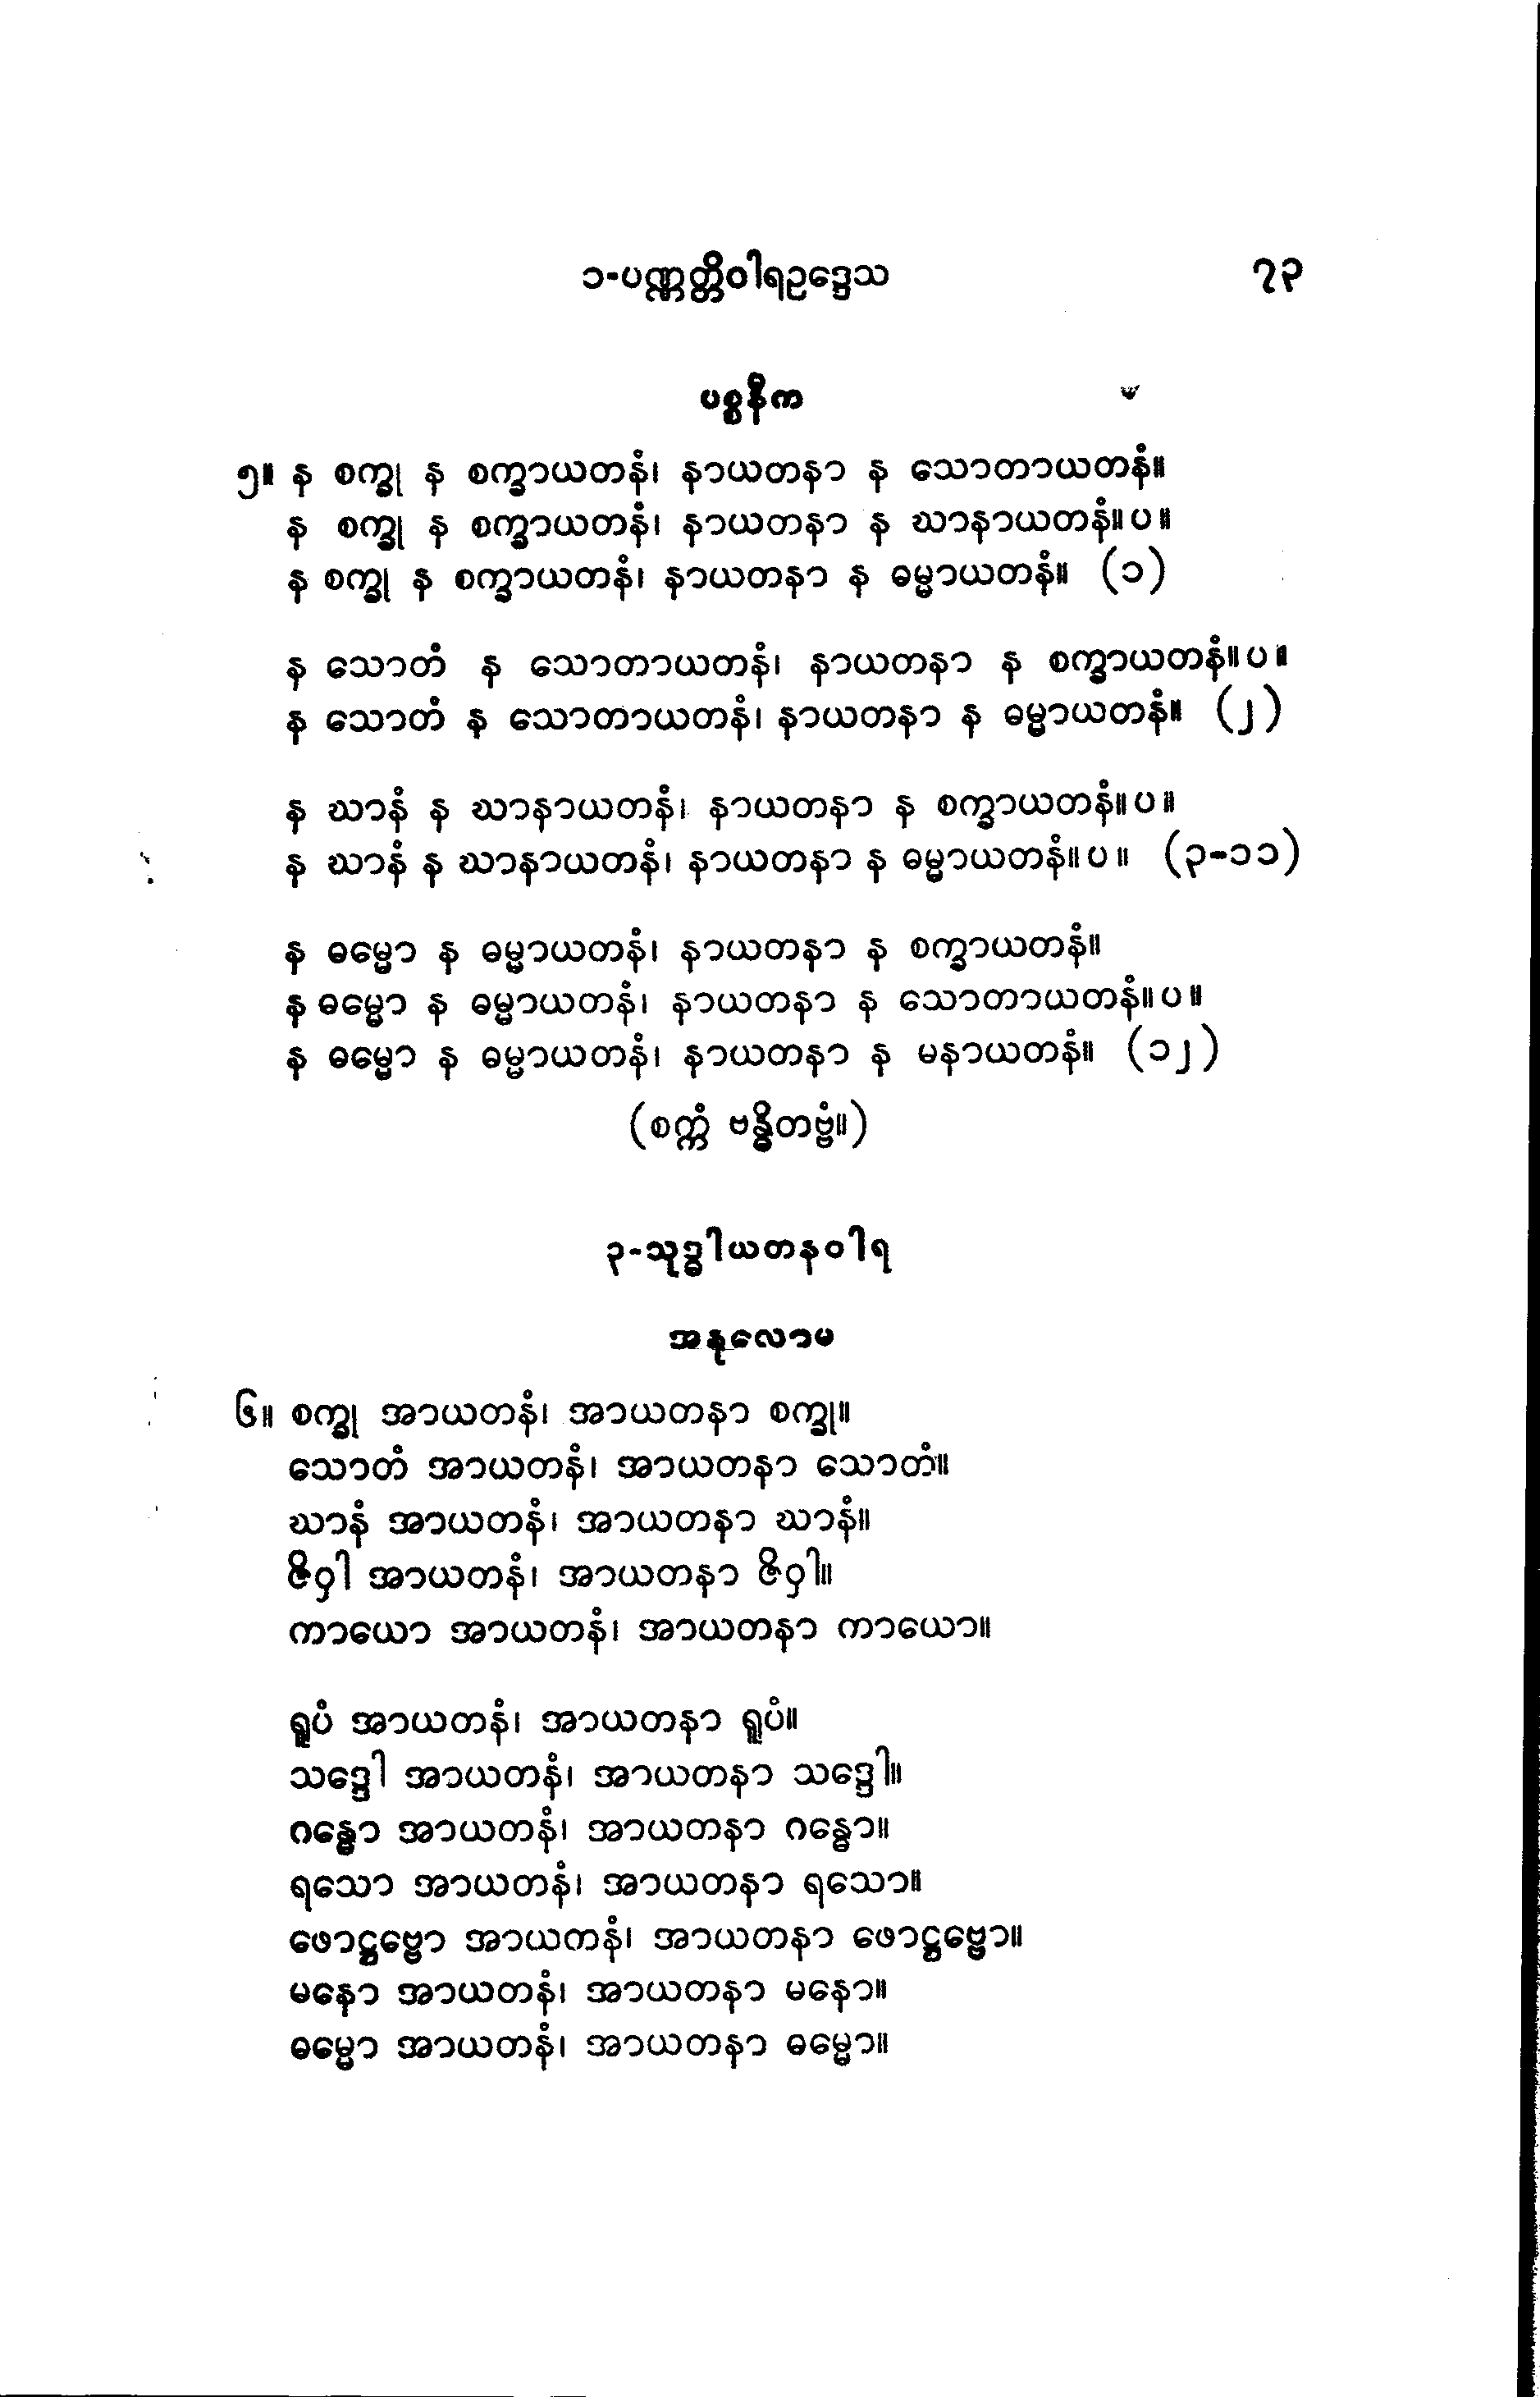 ၁-ပဏ္ဏတ္တိဝါရဥဒ္ဒေသ ၇၃
ပစ္စနီက
၅။ န စက္ခု န စက္ခာယတနံ၊ နာယတနာ န သောတာယတနံ။
န စက္ခု န စက္ခာယတနံ၊ နာယတနာ န ဃာနာယတနံ။ပ။
န စက္ခု န စက္ခာယတနံ၊ နာယတနာ န ဓမ္မာယတနံ။ (၁)
န သောတံ န သောတာယတနံ၊ နာယတနာ န စက္ခာယတနံ။ပ။
န သောတံ န သောတာယတနံ၊ နာယတနာ န ဓမ္မာယတနံ။ (၂)
န ဃာနံ န ဃာနာယတနံ၊ နာယတနာ န စက္ခာယတနံ။ပ။
န ဃာနံ န ဃာနာယတနံ၊ နာယတနာ န ဓမ္မာယတနံ။ပ။ (၃-၁၁)
န ဓမ္မော န ဓမ္မာယတနံ၊ နာယတနာ န စက္ခာယတနံ။
န ဓမ္မော န ဓမ္မာယတနံ၊ နာယတနာ န သောတာယတနံ။ပ။
န ဓမ္မော န ဓမ္မာယတနံ၊ နာယတနာ န မနာယတနံ။ (၁၂)
(စက္ကံ ဗန္ဓိတဗ္ဗံ။)
၃-သုဒ္ဓါယတနဝါရ
အနုလောမ
၆။ စက္ခု အာယတနံ၊ အာယတနာ စက္ခု။
သောတံ အာယတနံ၊ အာယတနာ သောတံ။
ဃာနံ အာယတနံ၊ အာယတနာ ဃာနံ။
ဇိဝှါ အာယတနံ၊ အာယတနာ ဇိဝှါ။
ကာယော အာယတနံ၊ အာယတနာ ကာယော။
ရူပံ အာယတနံ၊ အာယတနာ ရူပံ။
သဒ္ဒေါ အာယတနံ၊ အာယတနာ သဒ္ဒေါ။
ဂန္ဓော အာယတနံ၊ အာယတနာ ဂန္ဓော။
ရသော အာယတနံ၊ အာယတနာ ရသော။
ဖောဋ္ဌဗ္ဗော အာယကနံ၊ အာယတနာ ဖောဋ္ဌဗ္ဗော။
မနော အာယတနံ၊ အာယတနာ မနော။
ဓမ္မော အာယတနံ၊ အာယတနာ ဓမ္မော။